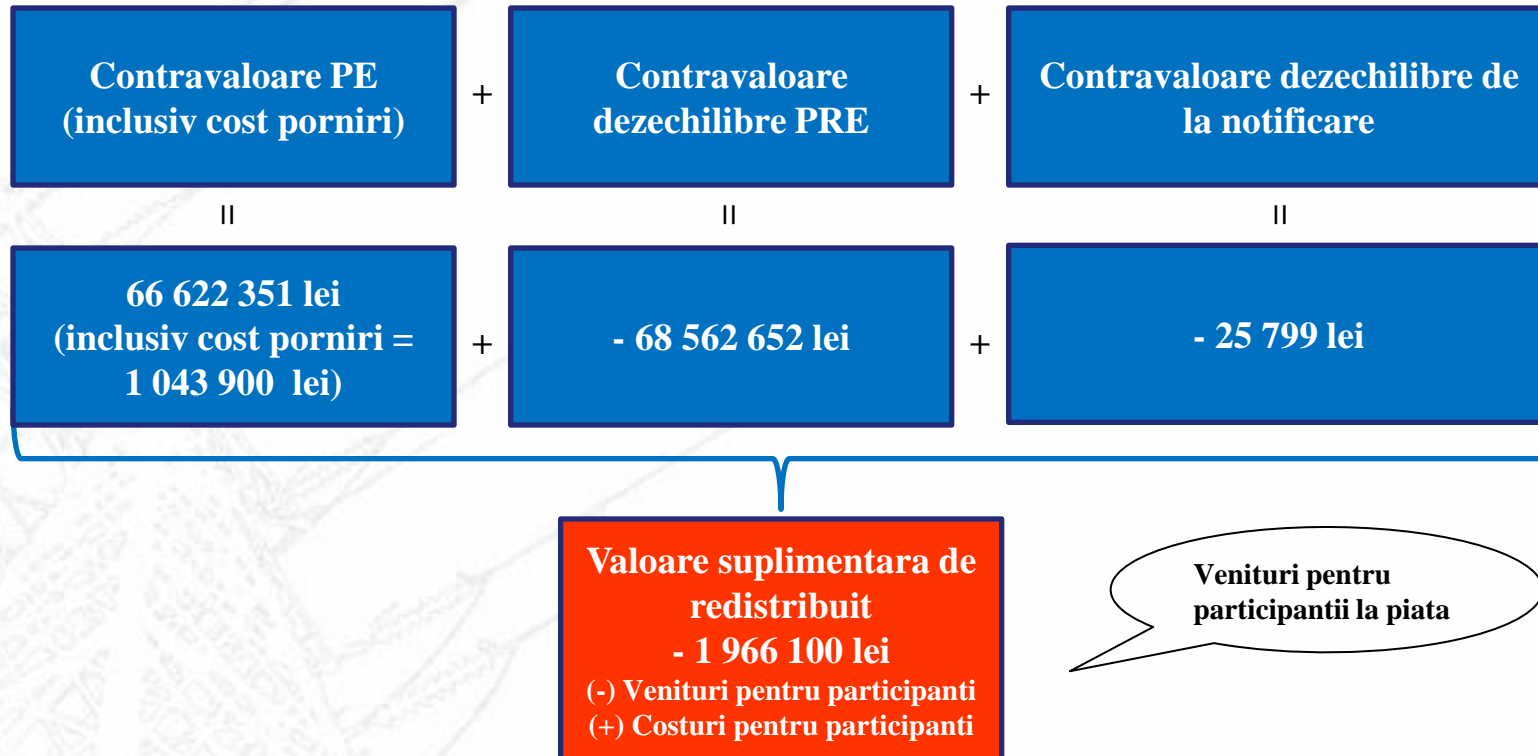 Contravaloare PE
(inclusiv cost porniri)
+
Contravaloare
dezechilibre PRE
+
Contravaloare dezechilibre de
la notificare
=
=
=
66 622 351 lei
(inclusiv cost porniri =
1 043 900 lei)
+
- 68 562 652 lei
+
- 25 799 lei
Valoare suplimentara de
redistribuit
- 1 966 100 lei
(-) Venituri pentru participanti
(+) Costuri pentru participanti
Venituri pentru
participantii la piata